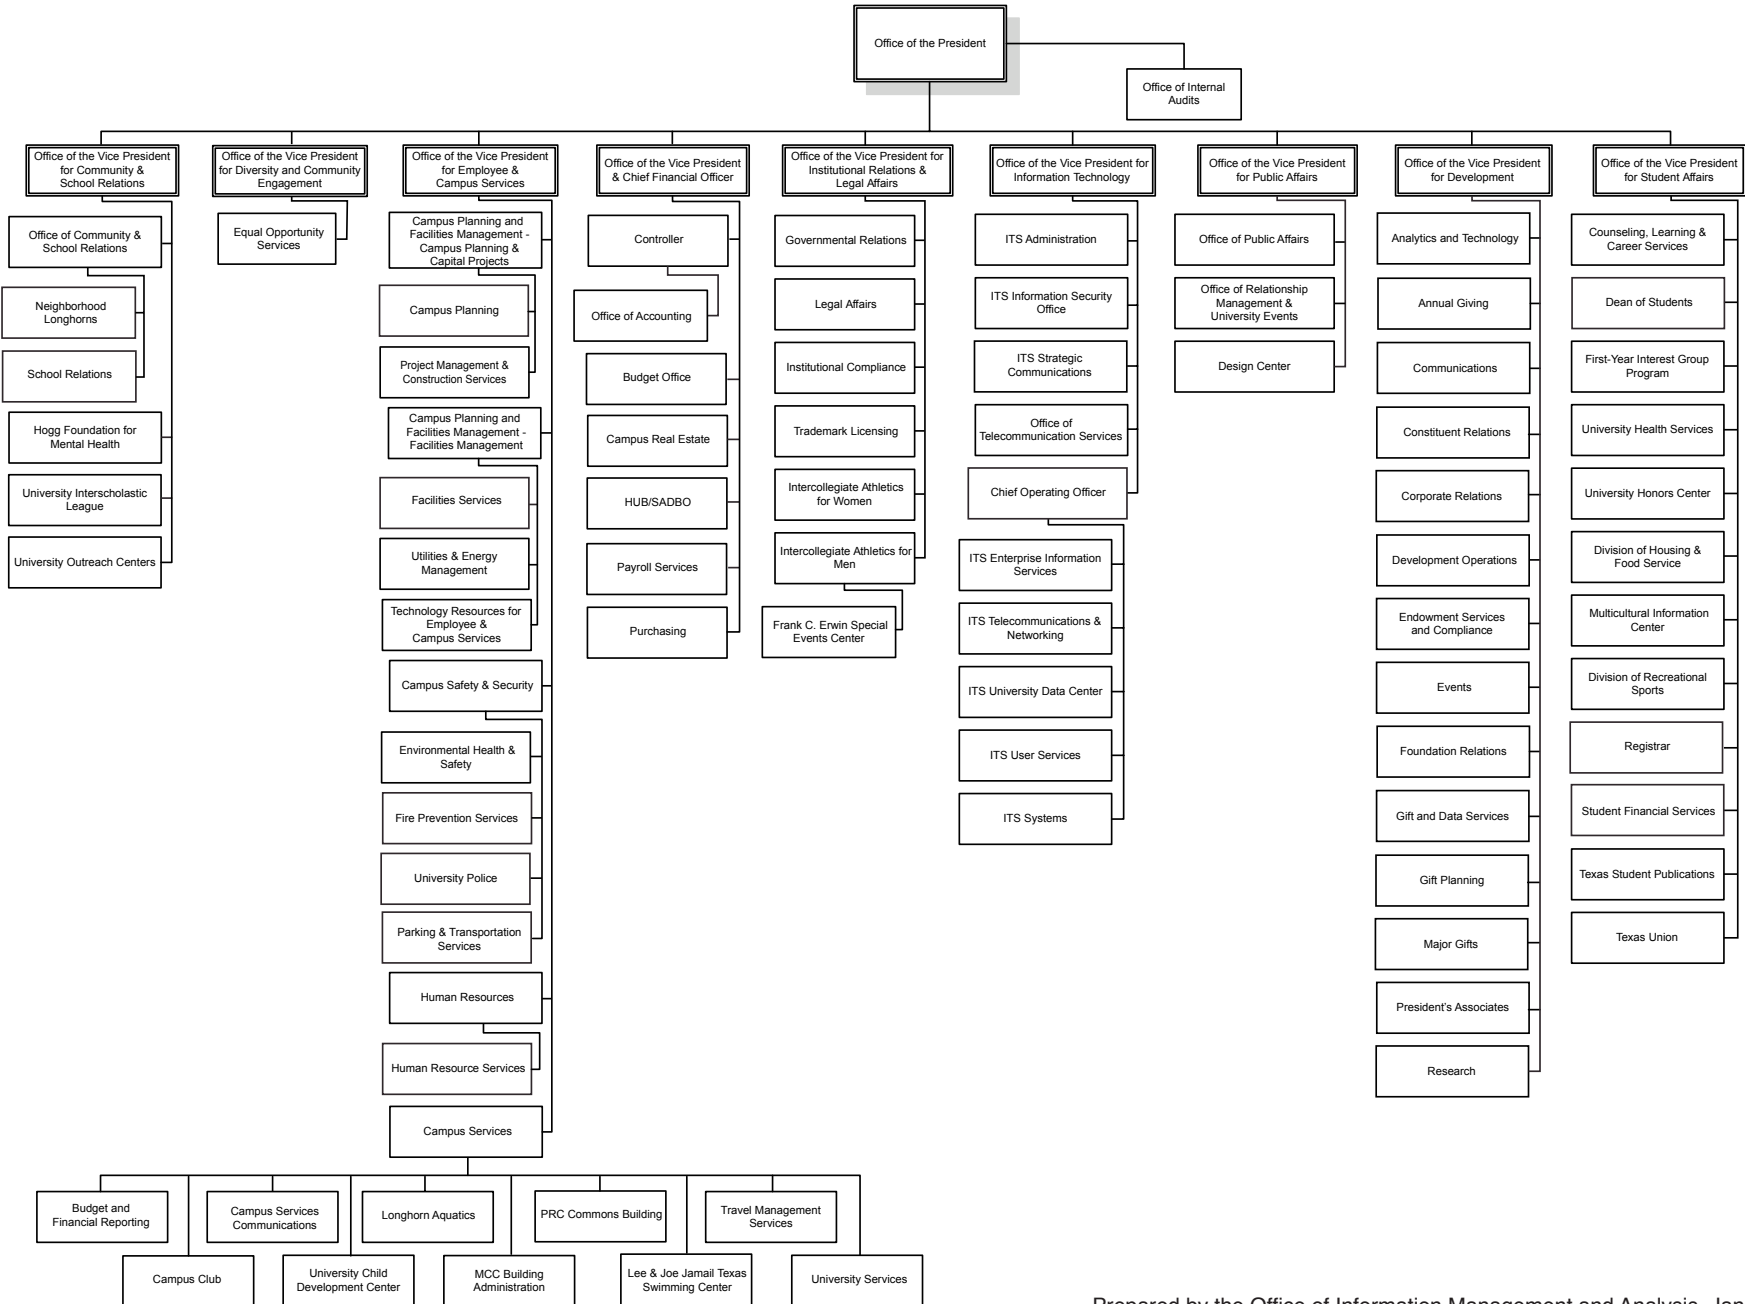 Office of the President
Office of Internal
Audits
Office of the Vice President
for Community &
School Relations
Office of the Vice President
for Diversity and Community
Engagement
Office of the Vice President
for Employee &
Campus Services
Office of the Vice President
& Chief Financial Officer
Office of the Vice President for
Institutional Relations &
Legal Affairs
Office of the Vice President for
Information Technology
Office of the Vice President
for Public Affairs
Office of the Vice President
for Development
Office of the Vice President
for Student Affairs
Office of Community &
School Relations
Neighborhood
Longhorns
School Relations
Hogg Foundation for
Mental Health
University Interscholastic
League
University Outreach Centers
Equal Opportunity
Services
Campus Planning and
Facilities Management -
Campus Planning &
Capital Projects
Campus Planning
Project Management &
Construction Services
Campus Planning and
Facilities Management -
Facilities Management
Facilities Services
Utilities & Energy
Management
Technology Resources for
Employee &
Campus Services
Campus Safety & Security
Environmental Health &
Safety
Fire Prevention Services
University Police
Parking & Transportation
Services
Human Resources
Human Resource Services
Campus Services
Controller
Office of Accounting
Budget Office
Campus Real Estate
HUB/SADBO
Payroll Services
Purchasing
Governmental Relations
Legal Affairs
Institutional Compliance
Trademark Licensing
Intercollegiate Athletics
for Women
Intercollegiate Athletics for
Men
Frank C. Erwin Special
Events Center
ITS Administration
ITS Information Security
Office
ITS Strategic
Communications
Office of
Telecommunication Services
Chief Operating Officer
ITS Enterprise Information
Services
ITS Telecommunications &
Networking
ITS University Data Center
ITS User Services
ITS Systems
Office of Public Affairs
Office of Relationship
Management &
University Events
Design Center
Analytics and Technology
Annual Giving
Communications
Constituent Relations
Corporate Relations
Development Operations
Endowment Services
and Compliance
Events
Foundation Relations
Gift and Data Services
Gift Planning
Major Gifts
President's Associates
Research
Counseling, Learning &
Career Services
Dean of Students
First-Year Interest Group
Program
University Health Services
University Honors Center
Division of Housing &
Food Service
Multicultural Information
Center
Division of Recreational
Sports
Registrar
Student Financial Services
Texas Student Publications
Texas Union
Budget and
Financial Reporting
Campus Services
Communications
Longhorn Aquatics
PRC Commons Building
Travel Management
Services
Campus Club
University Child
Development Center
MCC Building
Administration
Lee & Joe Jamail Texas
Swimming Center
University Services
Prepared by the Office of Information Management and Analysis, Jan